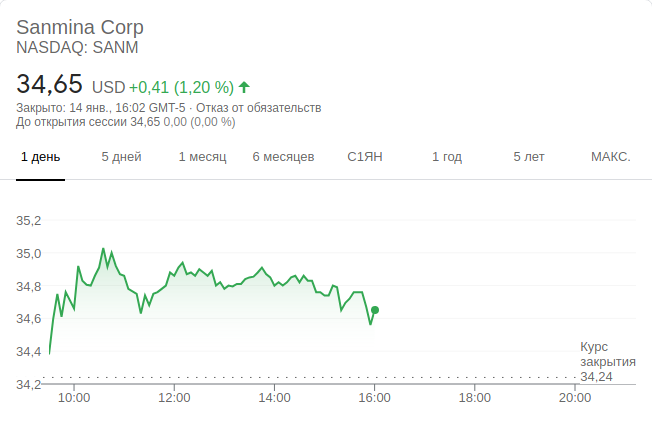 Sanmina Corp
NASDAQ: SANM
34,65 USD +0,41 (1,20 %)
Закрыто: 14 янв., 16:02 GMT-5 · Отказ от обязательств
До открытия сессии 34,65 0,00 (0,00 %)
1 день 5 дней 1 месяц 6 месяцев С1ЯН 1 год 5 лет МАКС.
35,2
35,0
34,8
34,6
34,4
34,2
Курс
закрытия
34,24
10:00 12:00 14:00 16:00 18:00 20:00